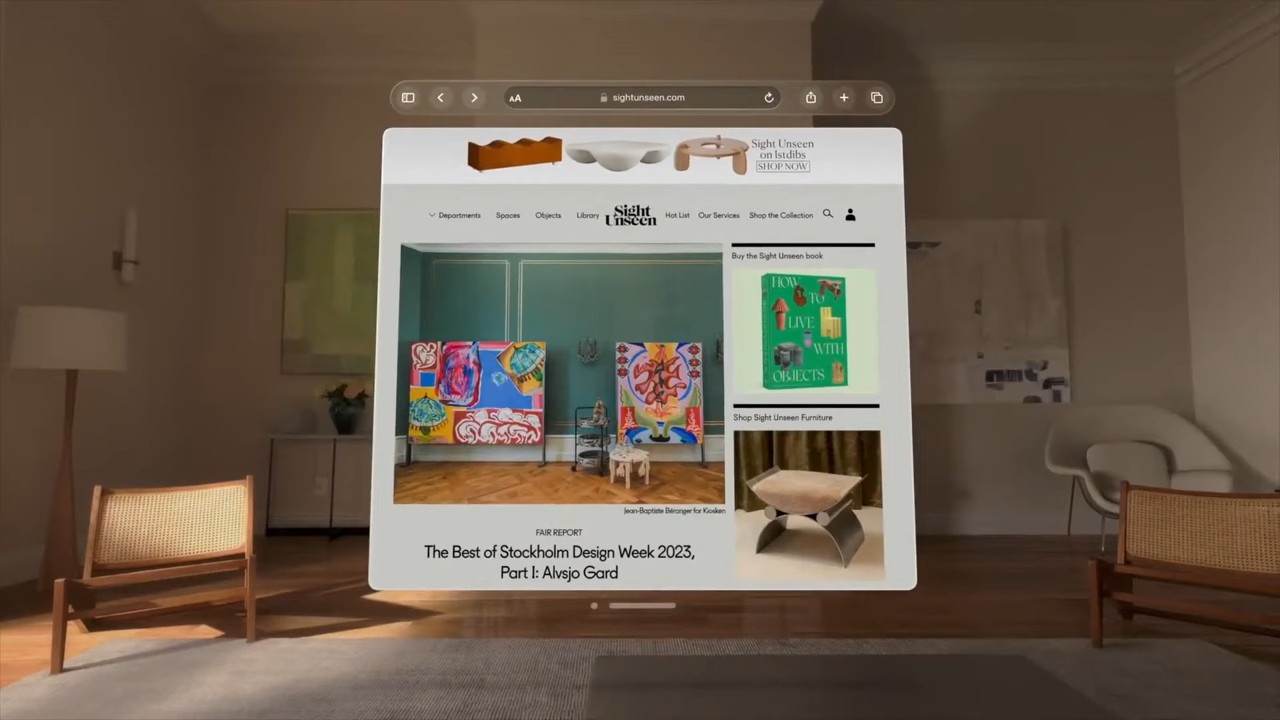 AA
sightunseen.com
Sight Unseen
on 1stdibs
SHOP NOW
Departments
Spaces
Objects
Library
Sight
Unseen
Hot List
Our Services
Shop the Collection
Buy the Sight Unseen book
HOW
TO
LIVE
WITH
OBJECTS
Shop Sight Unseen Furniture
Jean-Baptiste Béranger for Kiosken
FAIR REPORT
The Best of Stockholm Design Week 2023,
Part I: Alvsjo Gard